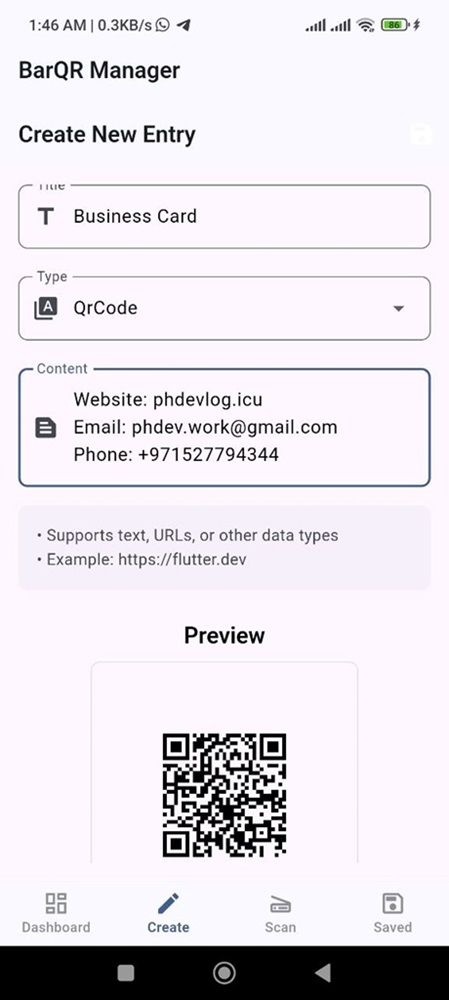 1:46 AM | 0.3KB/s
86
BarQR Manager
Create New Entry
Title
T Business Card
Type
A QrCode
Content
Website: phdevlog.icu
Email: phdev.work@gmail.com
Phone: +971527794344
• Supports text, URLs, or other data types
• Example: https://flutter.dev
Preview
Dashboard
Create
Scan
Saved